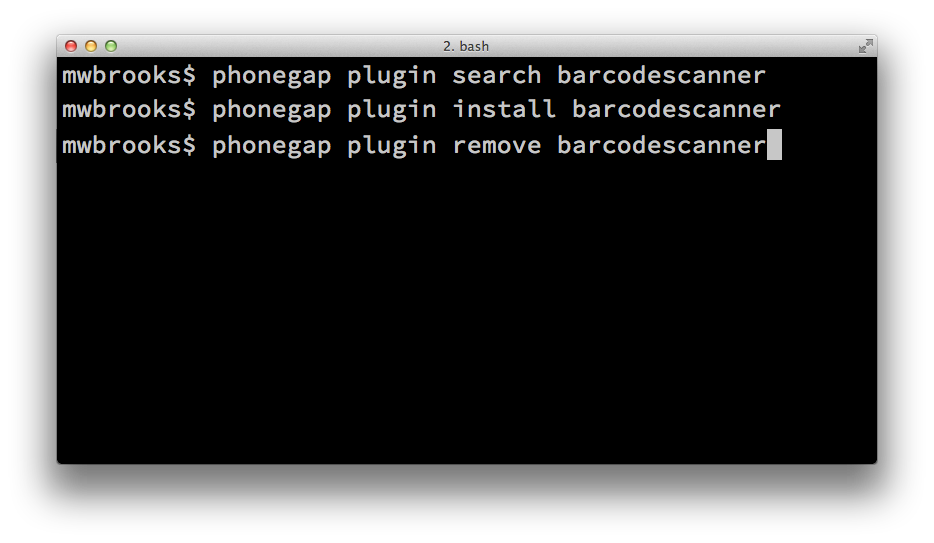 2. bash
mwbrooks$ phonegap plugin search barcodescanner
mwbrooks$ phonegap plugin install barcodescanner
mwbrooks$ phonegap plugin remove barcodescanner